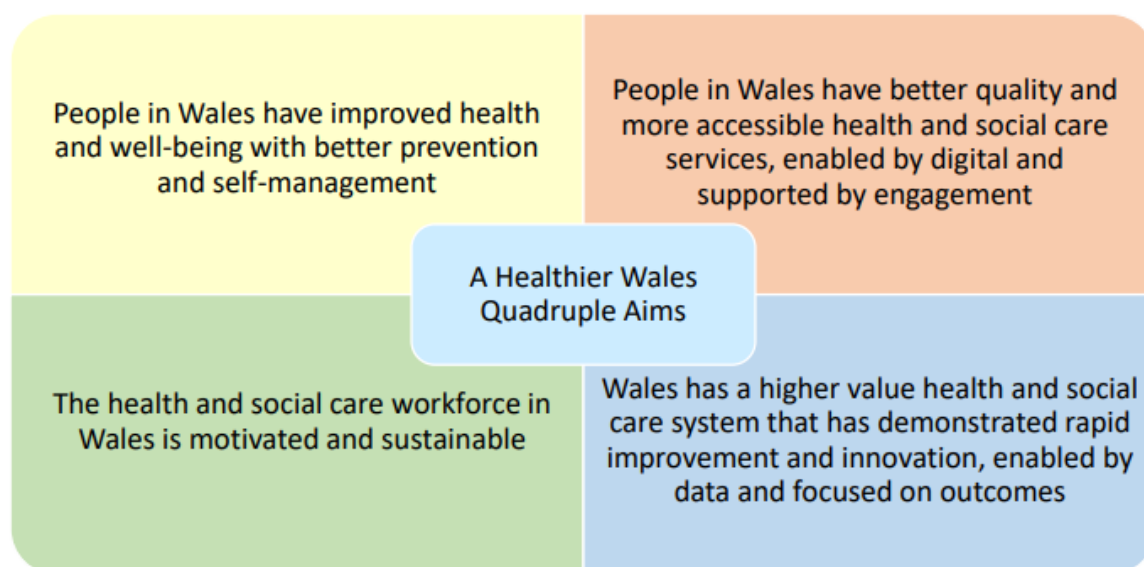 People in Wales have improved health
and well-being with better prevention
and self-management
People in Wales have better quality and
more accessible health and social care
services, enabled by digital and
supported by engagement
A Healthier Wales
Quadruple Aims
The health and social care workforce in
Wales is motivated and sustainable
Wales has a higher value health and social
care system that has demonstrated rapid
improvement and innovation, enabled by
data and focused on outcomes